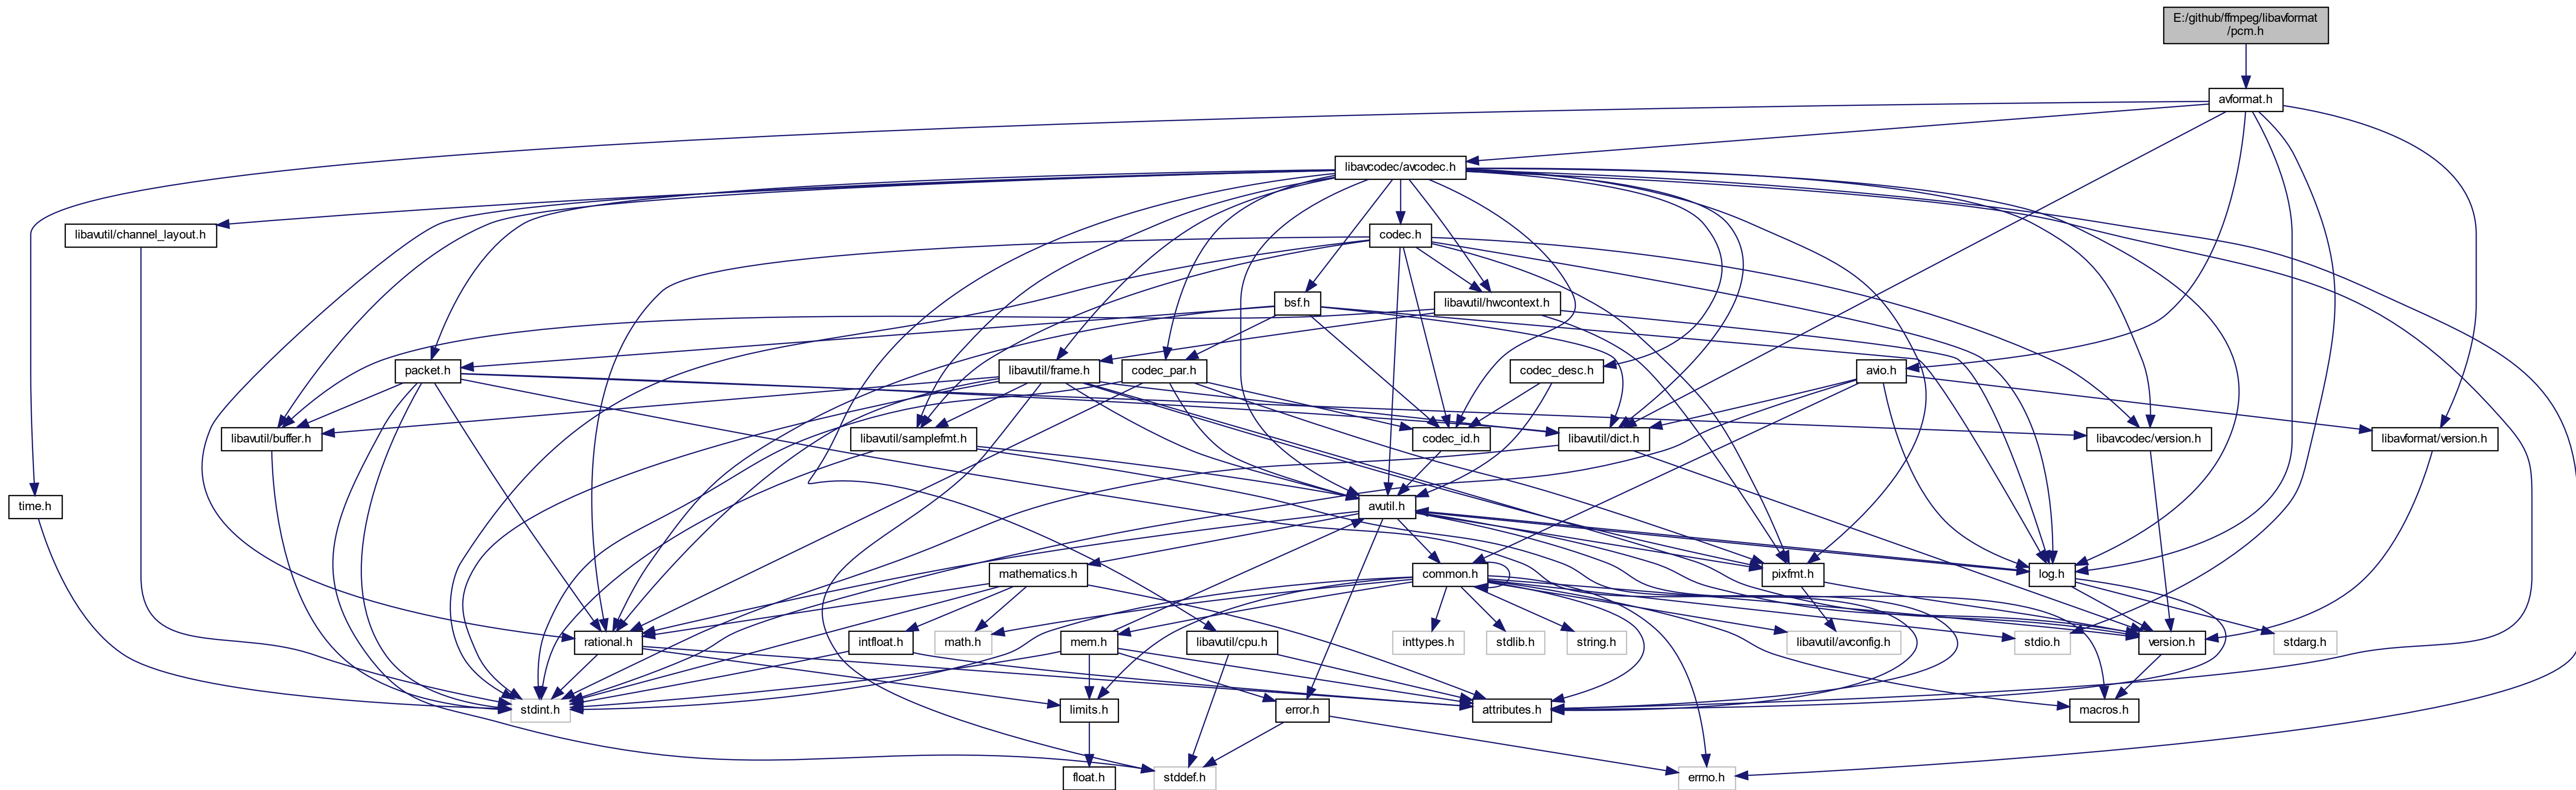 E:/github/ffmpeg/libavformat
/pcm.h
avformat.h
libavcodec/avcodec.h
libavutil/channel_layout.h
codec.h
bsf.h
libavutil/hwcontext.h
packet.h
libavutil/frame.h
codec_par.h
codec_desc.h
avio.h
libavutil/buffer.h
libavutil/samplefmt.h
codec_id.h
libavutil/dict.h
libavcodec/version.h
libavformat/version.h
time.h
avutil.h
mathematics.h
common.h
pixfmt.h
log.h
rational.h
intfloat.h
math.h
mem.h
libavutil/cpu.h
inttypes.h
stdlib.h
string.h
libavutil/avconfig.h
stdio.h
version.h
stdarg.h
stdint.h
limits.h
error.h
attributes.h
macros.h
float.h
stddef.h
errno.h